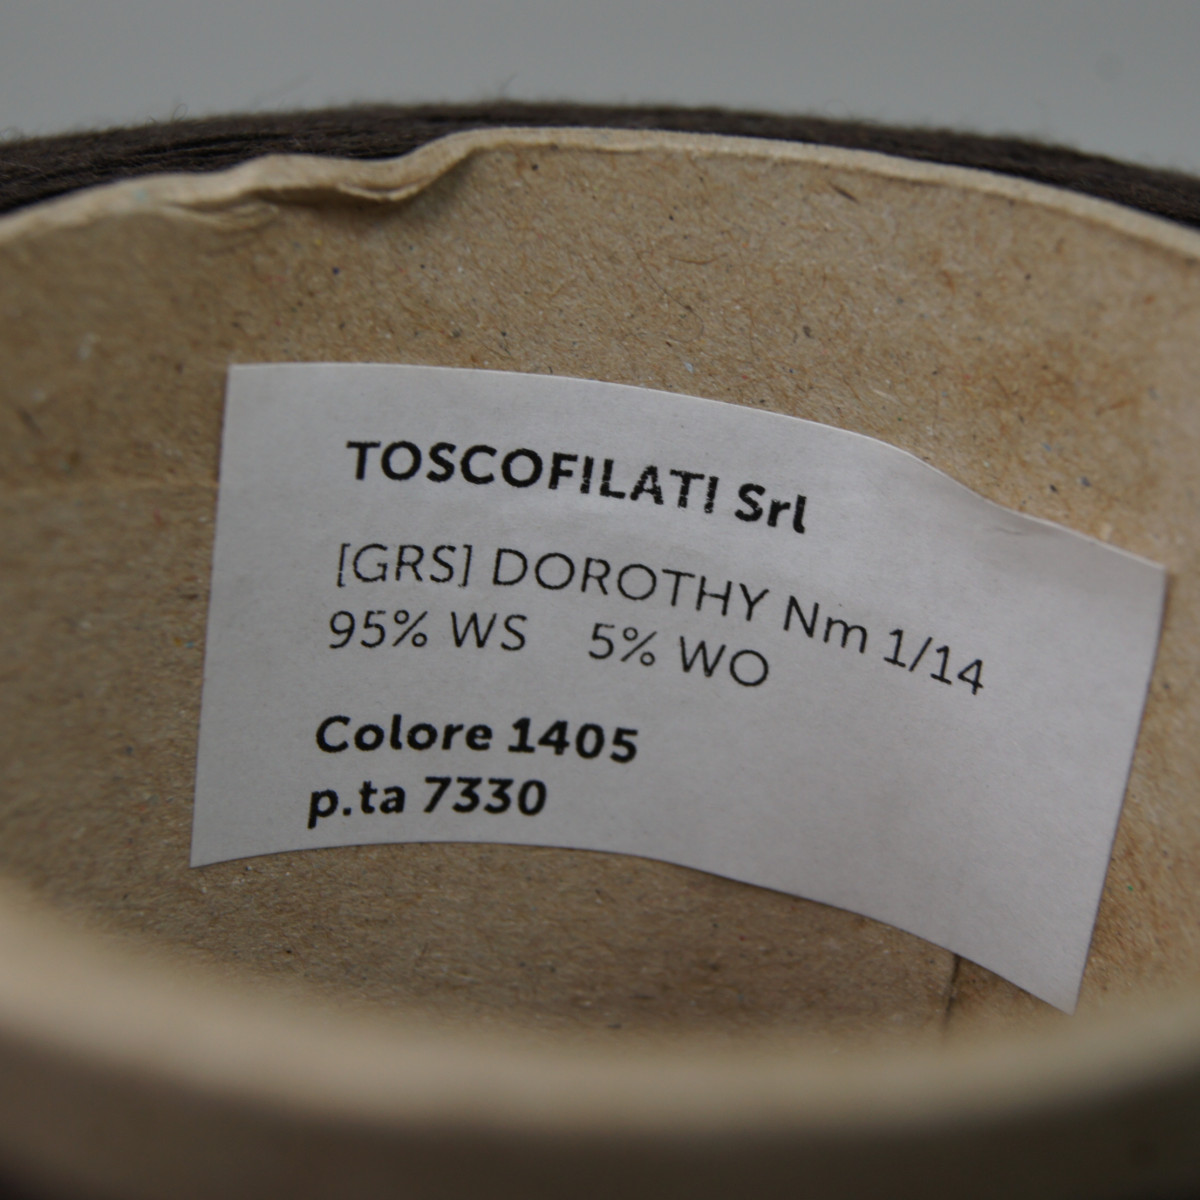 TOSCOFILATI Srl
[GRS] DOROTHY Nm 1/14
95% WS 5% WO
Colore 1405
p.ta 7330